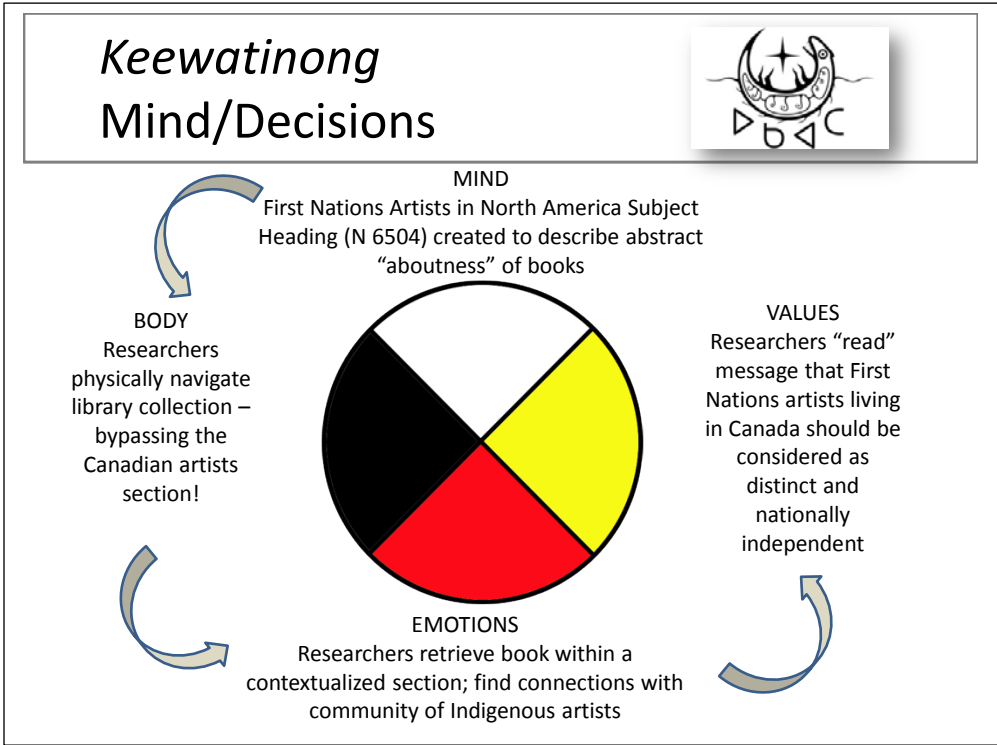 Keewatinong
Mind/Decisions
ᐅᑲᐊᑕ
MIND
First Nations Artists in North America Subject
Heading (N 6504) created to describe abstract
“aboutness” of books
BODY
Researchers
physically navigate
library collection –
bypassing the
Canadian artists
section!
EMOTIONS
Researchers retrieve book within a
contextualized section; find connections with
community of Indigenous artists
VALUES
Researchers “read”
message that First
Nations artists living
in Canada should be
considered as
distinct and
nationally
independent